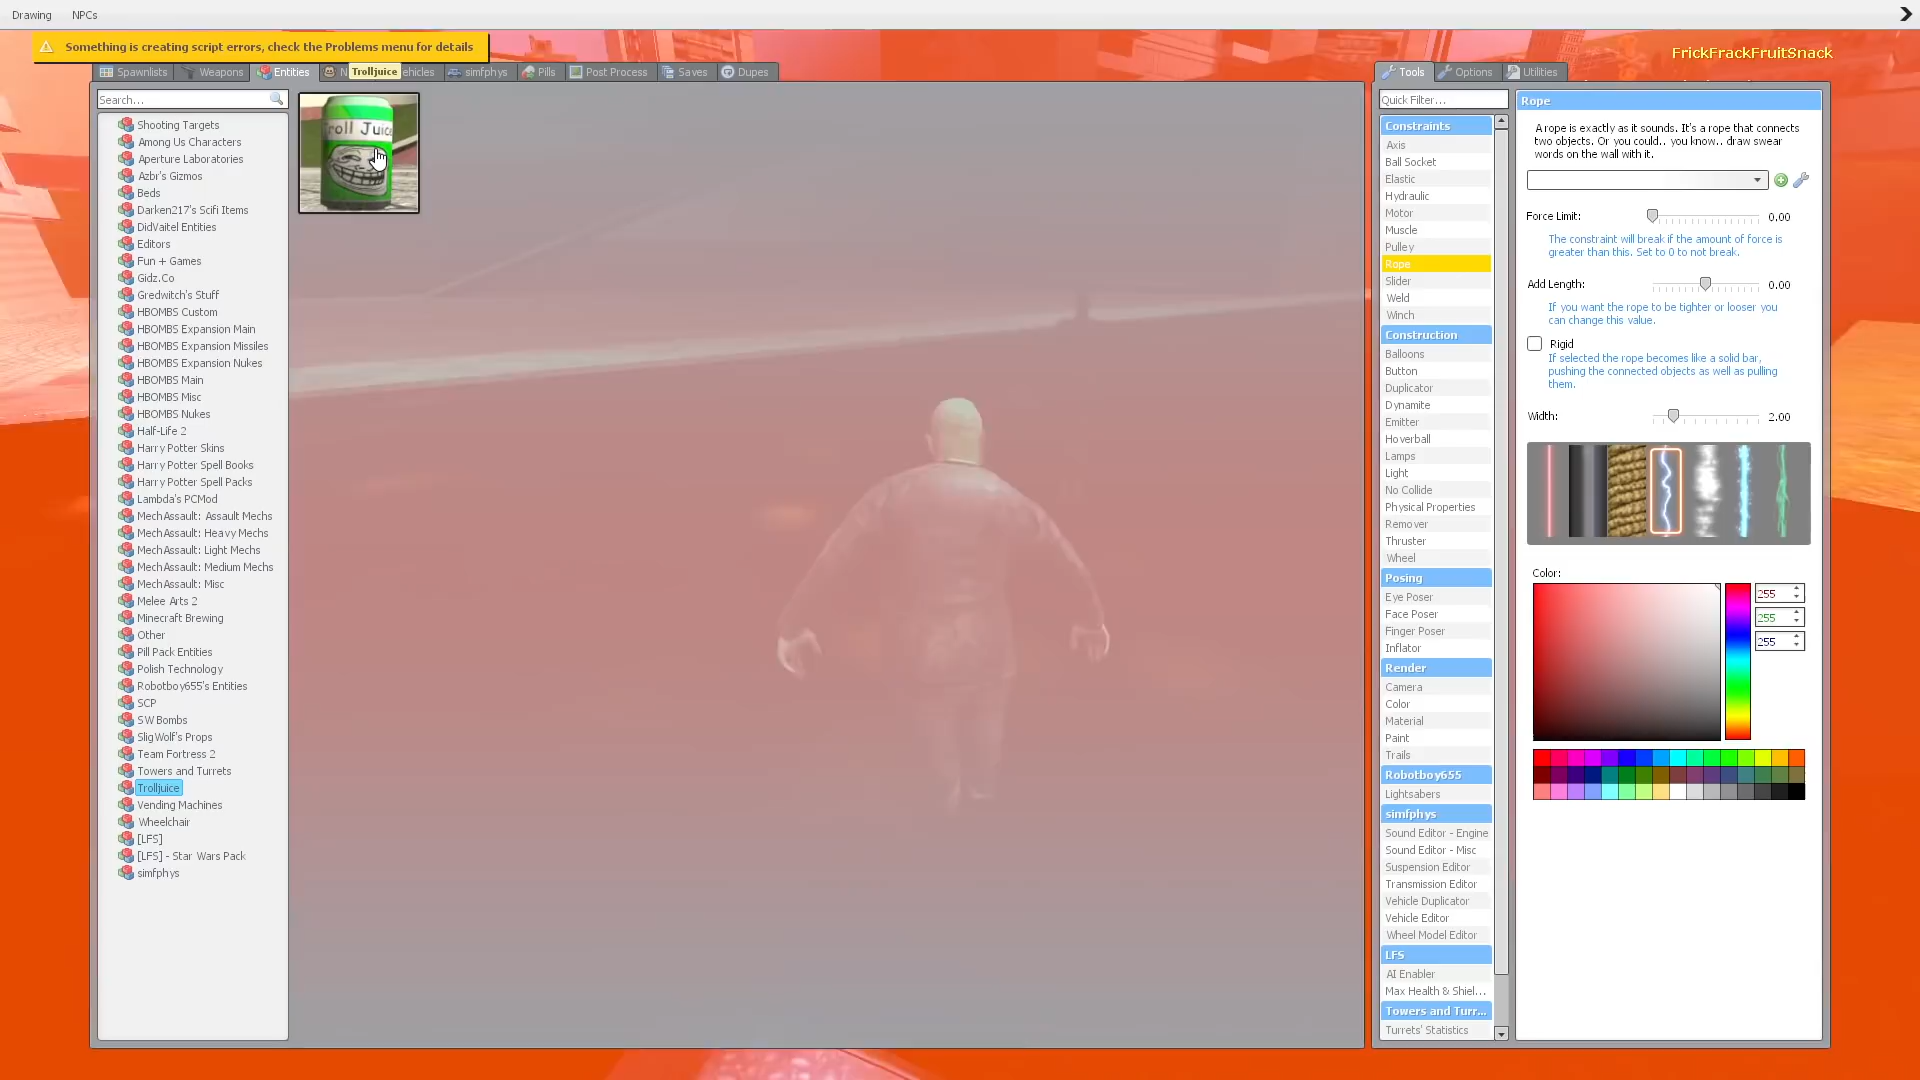 Drawing NPCs
Something is creating script errors, check the Problems menu for details
FrickFrackFruitSnack
Spawnlists Weapons Entities N Trolljuice ehicles simfphys Pills Post Process Saves Dupes
Tools Options Utilities
Search...
Shooting Targets
Among Us Characters
Aperture Laboratories
Azbr's Gizmos
Beds
Darken217's Scifi Items
DidVaitel Entities
Editors
Fun + Games
Gidz.Co
Gredwitch's Stuff
HBOMBS Custom
HBOMBS Expansion Main
HBOMBS Expansion Missiles
HBOMBS Expansion Nukes
HBOMBS Main
HBOMBS Misc
HBOMBS Nukes
Half-Life 2
Harry Potter Skins
Harry Potter Spell Books
Harry Potter Spell Packs
Lambda's PCMod
MechAssault: Assault Mechs
MechAssault: Heavy Mechs
MechAssault: Light Mechs
MechAssault: Medium Mechs
MechAssault: Misc
Melee Arts 2
Minecraft Brewing
Other
Pill Pack Entities
Polish Technology
Robotboy655's Entities
SCP
SW Bombs
SligWolf's Props
Team Fortress 2
Towers and Turrets
Trolljuice
Vending Machines
Wheelchair
[LFS]
[LFS] - Star Wars Pack
simfphys
Troll Juice
Quick Filter...
Constraints
Axis
Ball Socket
Elastic
Hydraulic
Motor
Muscle
Pulley
Rope
Slider
Weld
Winch
Construction
Balloons
Button
Duplicator
Dynamite
Emitter
Hoverball
Lamps
Light
No Collide
Physical Properties
Remover
Thruster
Wheel
Posing
Eye Poser
Face Poser
Finger Poser
Inflator
Render
Camera
Color
Material
Paint
Trails
Robotboy655
Lightsabers
simfphys
Sound Editor - Engine
Sound Editor - Misc
Suspension Editor
Transmission Editor
Vehicle Duplicator
Vehicle Editor
Wheel Model Editor
LFS
AI Enabler
Max Health & Shiel...
Towers and Turr...
Turrets' Statistics
Rope
A rope is exactly as it sounds. It's a rope that connects
two objects. Or you could.. you know.. draw swear
words on the wall with it.
Force Limit: 0.00
The constraint will break if the amount of force is
greater than this. Set to 0 to not break.
Add Length: 0.00
If you want the rope to be tighter or looser you
can change this value.
Rigid
If selected the rope becomes like a solid bar,
pushing the connected objects as well as pulling
them.
Width: 2.00
Color:
255
255
255